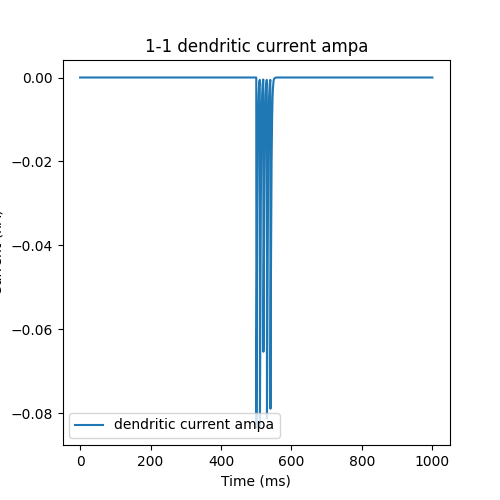 1-1 dendritic current ampa
0.00
−0.02
−0.04
−0.06
−0.08
dendritic current ampa
0 200 400 600 800 1000
Time (ms)